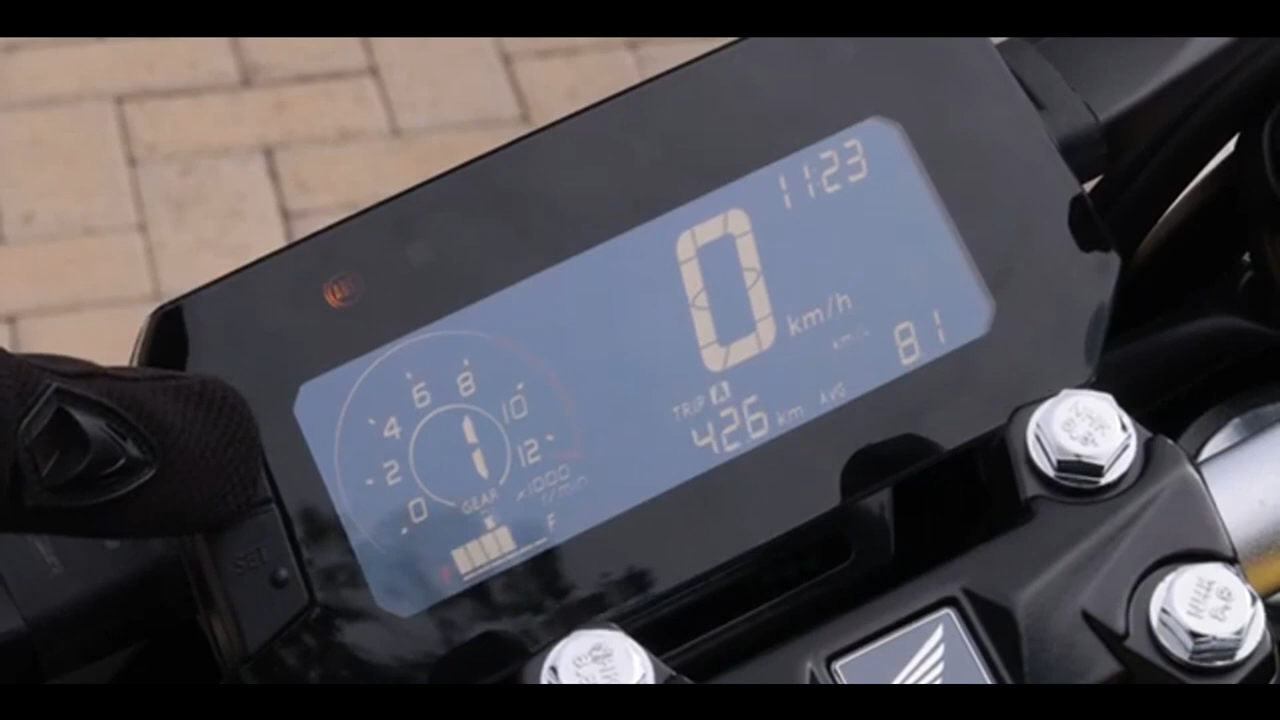 11:23
0 km/h
8.1
TRIP A
426 km AVG
0 2 4 6 8 10 12
1
GEAR
x1000
r/min
F
SET